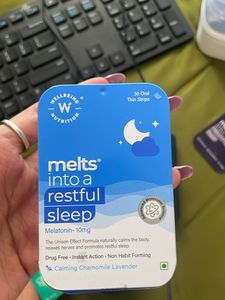 WELLBEING
W
NUTRITION
30 Oral
Thin Strips
melts®
into a
restful
sleep
Melatonin- 10mg
The Unison Effect Formula naturally calms the body,
relaxes nerves and promotes restful sleep.
Drug Free • Instant Action • Non Habit Forming
Calming Chamomile Lavender